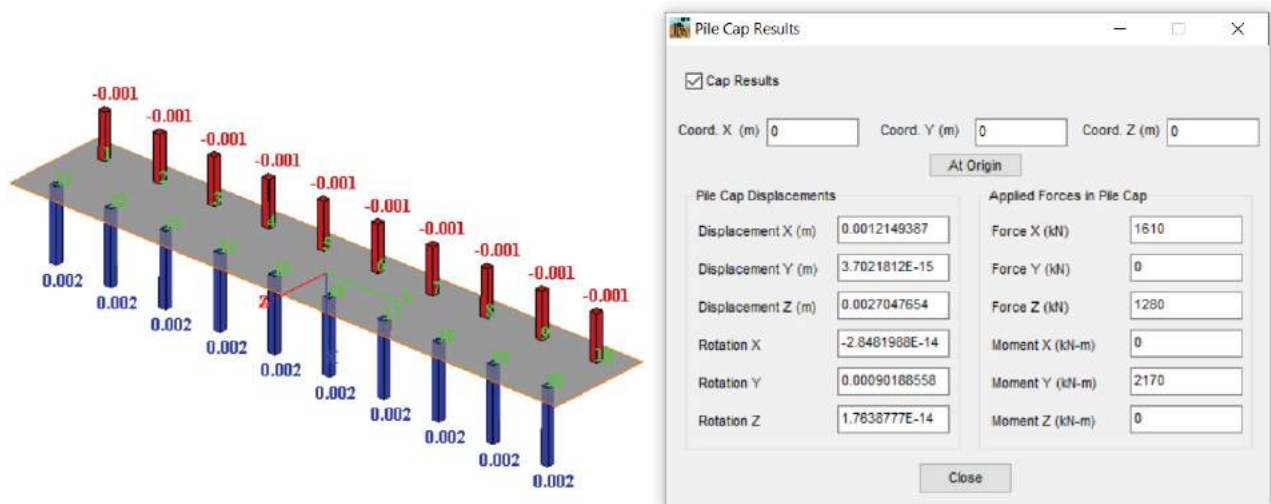 -0.001
-0.001
-0.001
-0.001
-0.001
-0.001
-0.001
-0.001
-0.001
-0.001
1
2
3
4
5
6
7
8
9
Z
0.002
0.002
0.002
0.002
0.002
0.002
0.002
0.002
0.002
0.002
Pile Cap Results
Cap Results
Coord. X (m) 0 Coord. Y (m) 0 Coord. Z (m) 0
At Origin
Pile Cap Displacements
Displacement X (m) 0.0012149387
Displacement Y (m) 3.7021812E-15
Displacement Z (m) 0.0027047654
Rotation X -2.8481988E-14
Rotation Y 0.00090188558
Rotation Z 1.7638777E-14
Applied Forces in Pile Cap
Force X (kN) 1610
Force Y (kN) 0
Force Z (kN) 1280
Moment X (kN-m) 0
Moment Y (kN-m) 2170
Moment Z (kN-m) 0
Close